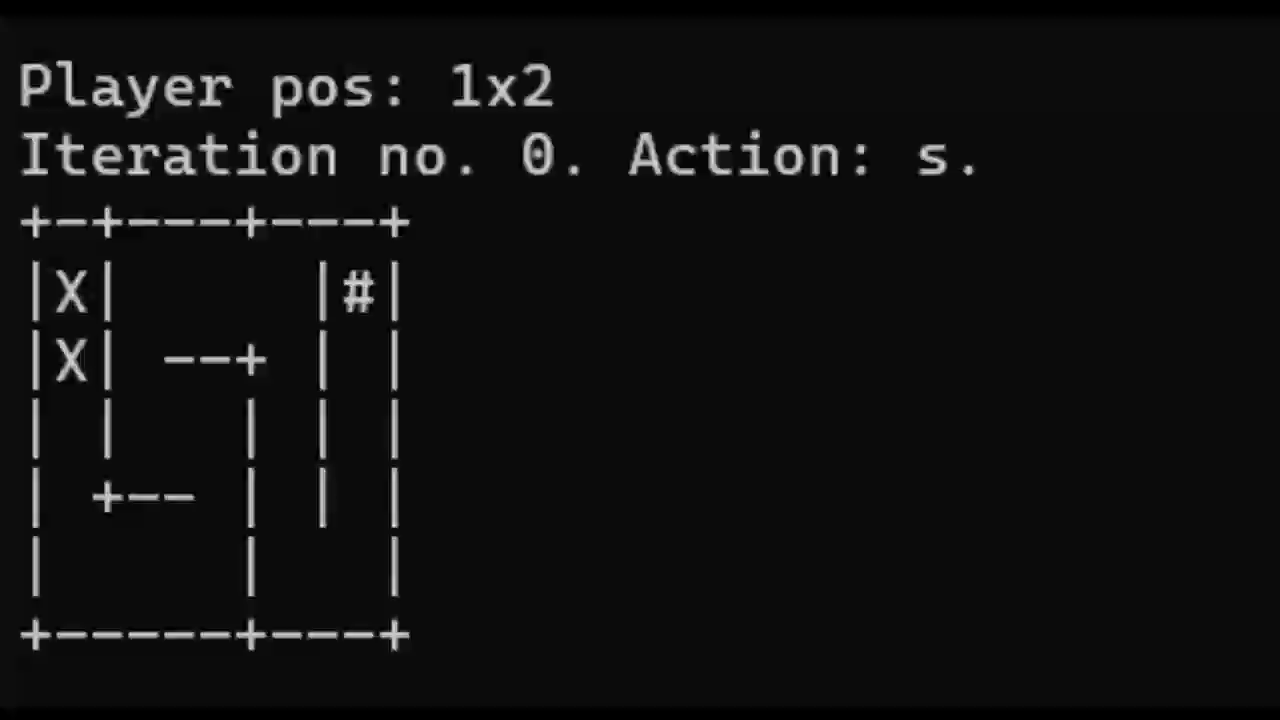 Player pos: 1x2
Iteration no. 0. Action: s.
+-+---+---+
|X|     |#|
|X| --+ | |
| |   | | |
| +-- | | |
|     |   |
+-----+---+